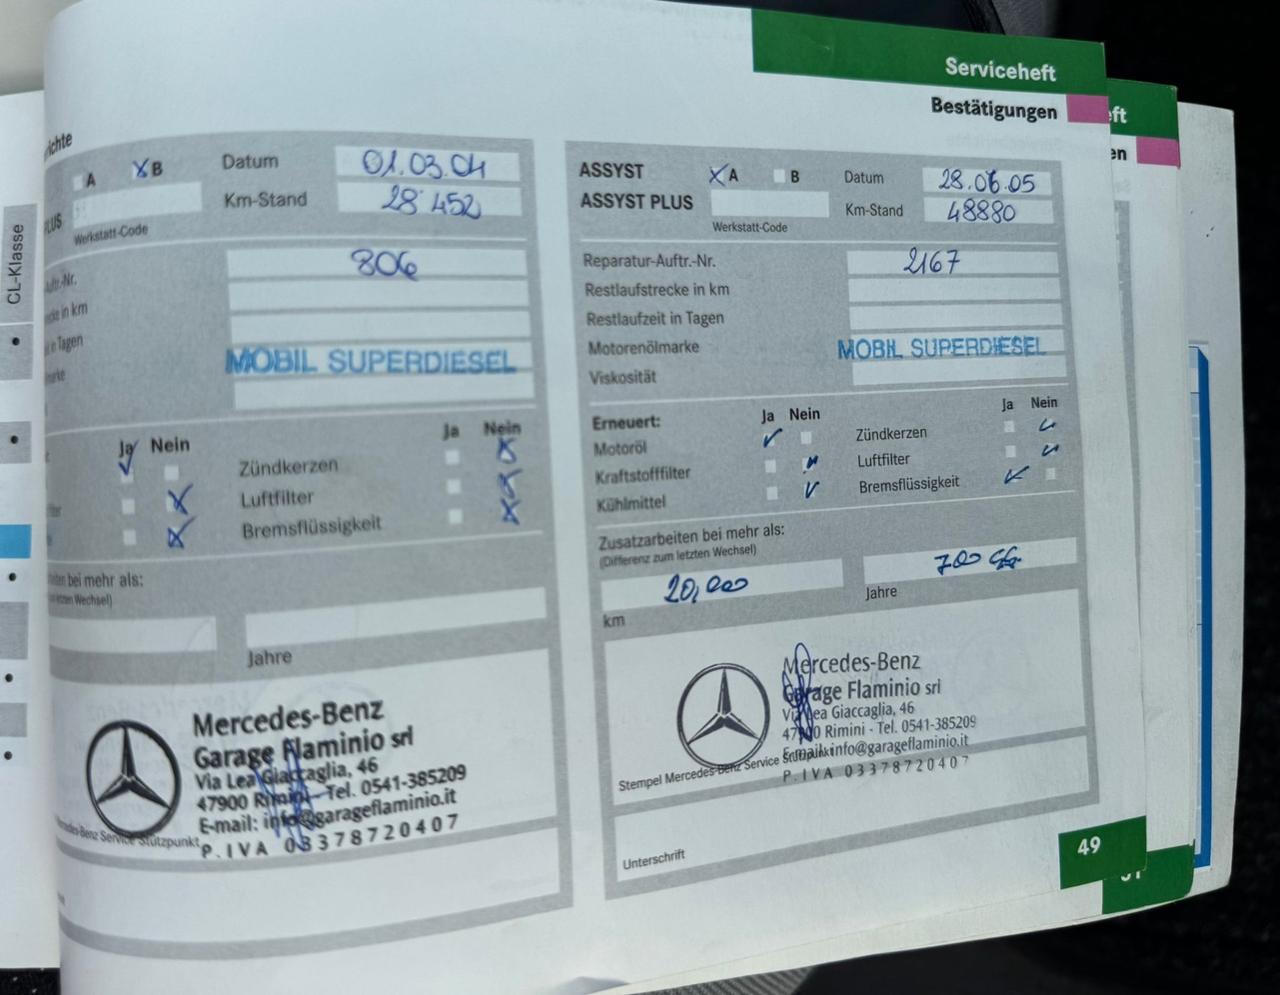 Serviceheft
Bestätigungen
CL-Klasse
A
X B
Datum
01.03.04
Km-Stand
28 452
Werkstatt-Code
806
MOBIL SUPERDIESEL
Ja
Nein
Ja
Nein
Zündkerzen
Luftfilter
Bremsflüssigkeit
bei mehr als:
Jahre
Mercedes-Benz
Garage Flaminio srl
Via Lea Giaccaglia, 46
47900 Rimini - Tel. 0541-385209
E-mail: info@garageflaminio.it
P. IVA 03378720407
ASSYST
X A
B
Datum
28.06.05
ASSYST PLUS
Km-Stand
48880
Werkstatt-Code
Reparatur-Auftr.-Nr.
2167
Restlaufstrecke in km
Restlaufzeit in Tagen
Motorenölmarke
MOBIL SUPERDIESEL
Viskosität
Erneuert:
Ja
Nein
Ja
Nein
Motoröl
Zündkerzen
Kraftstofffilter
Luftfilter
Kühlmittel
Bremsflüssigkeit
Zusatzarbeiten bei mehr als:
(Differenz zum letzten Wechsel)
20,000
km
Jahre
Mercedes-Benz
Garage Flaminio srl
Via Lea Giaccaglia, 46
47900 Rimini - Tel. 0541-385209
E-mail: info@garageflaminio.it
Stempel Mercedes-Benz Service Stützpunkt
P. IVA 03378720407
Unterschrift
49